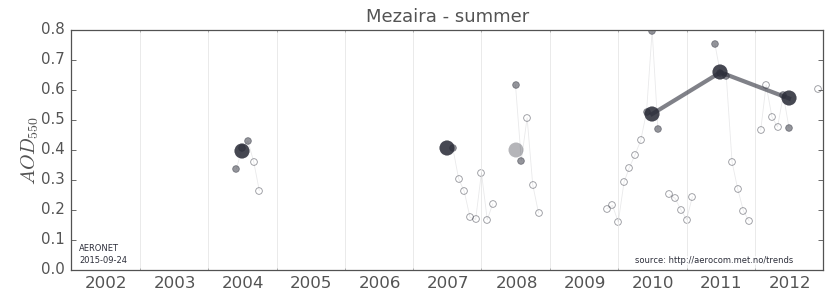 Mezaira - summer
0.8
0.7
0.6
0.5
0.4
0.3
0.2
0.1
0.0
AOD550
AERONET
2015-09-24
source: http://aerocom.met.no/trends
2002 2003 2004 2005 2006 2007 2008 2009 2010 2011 2012